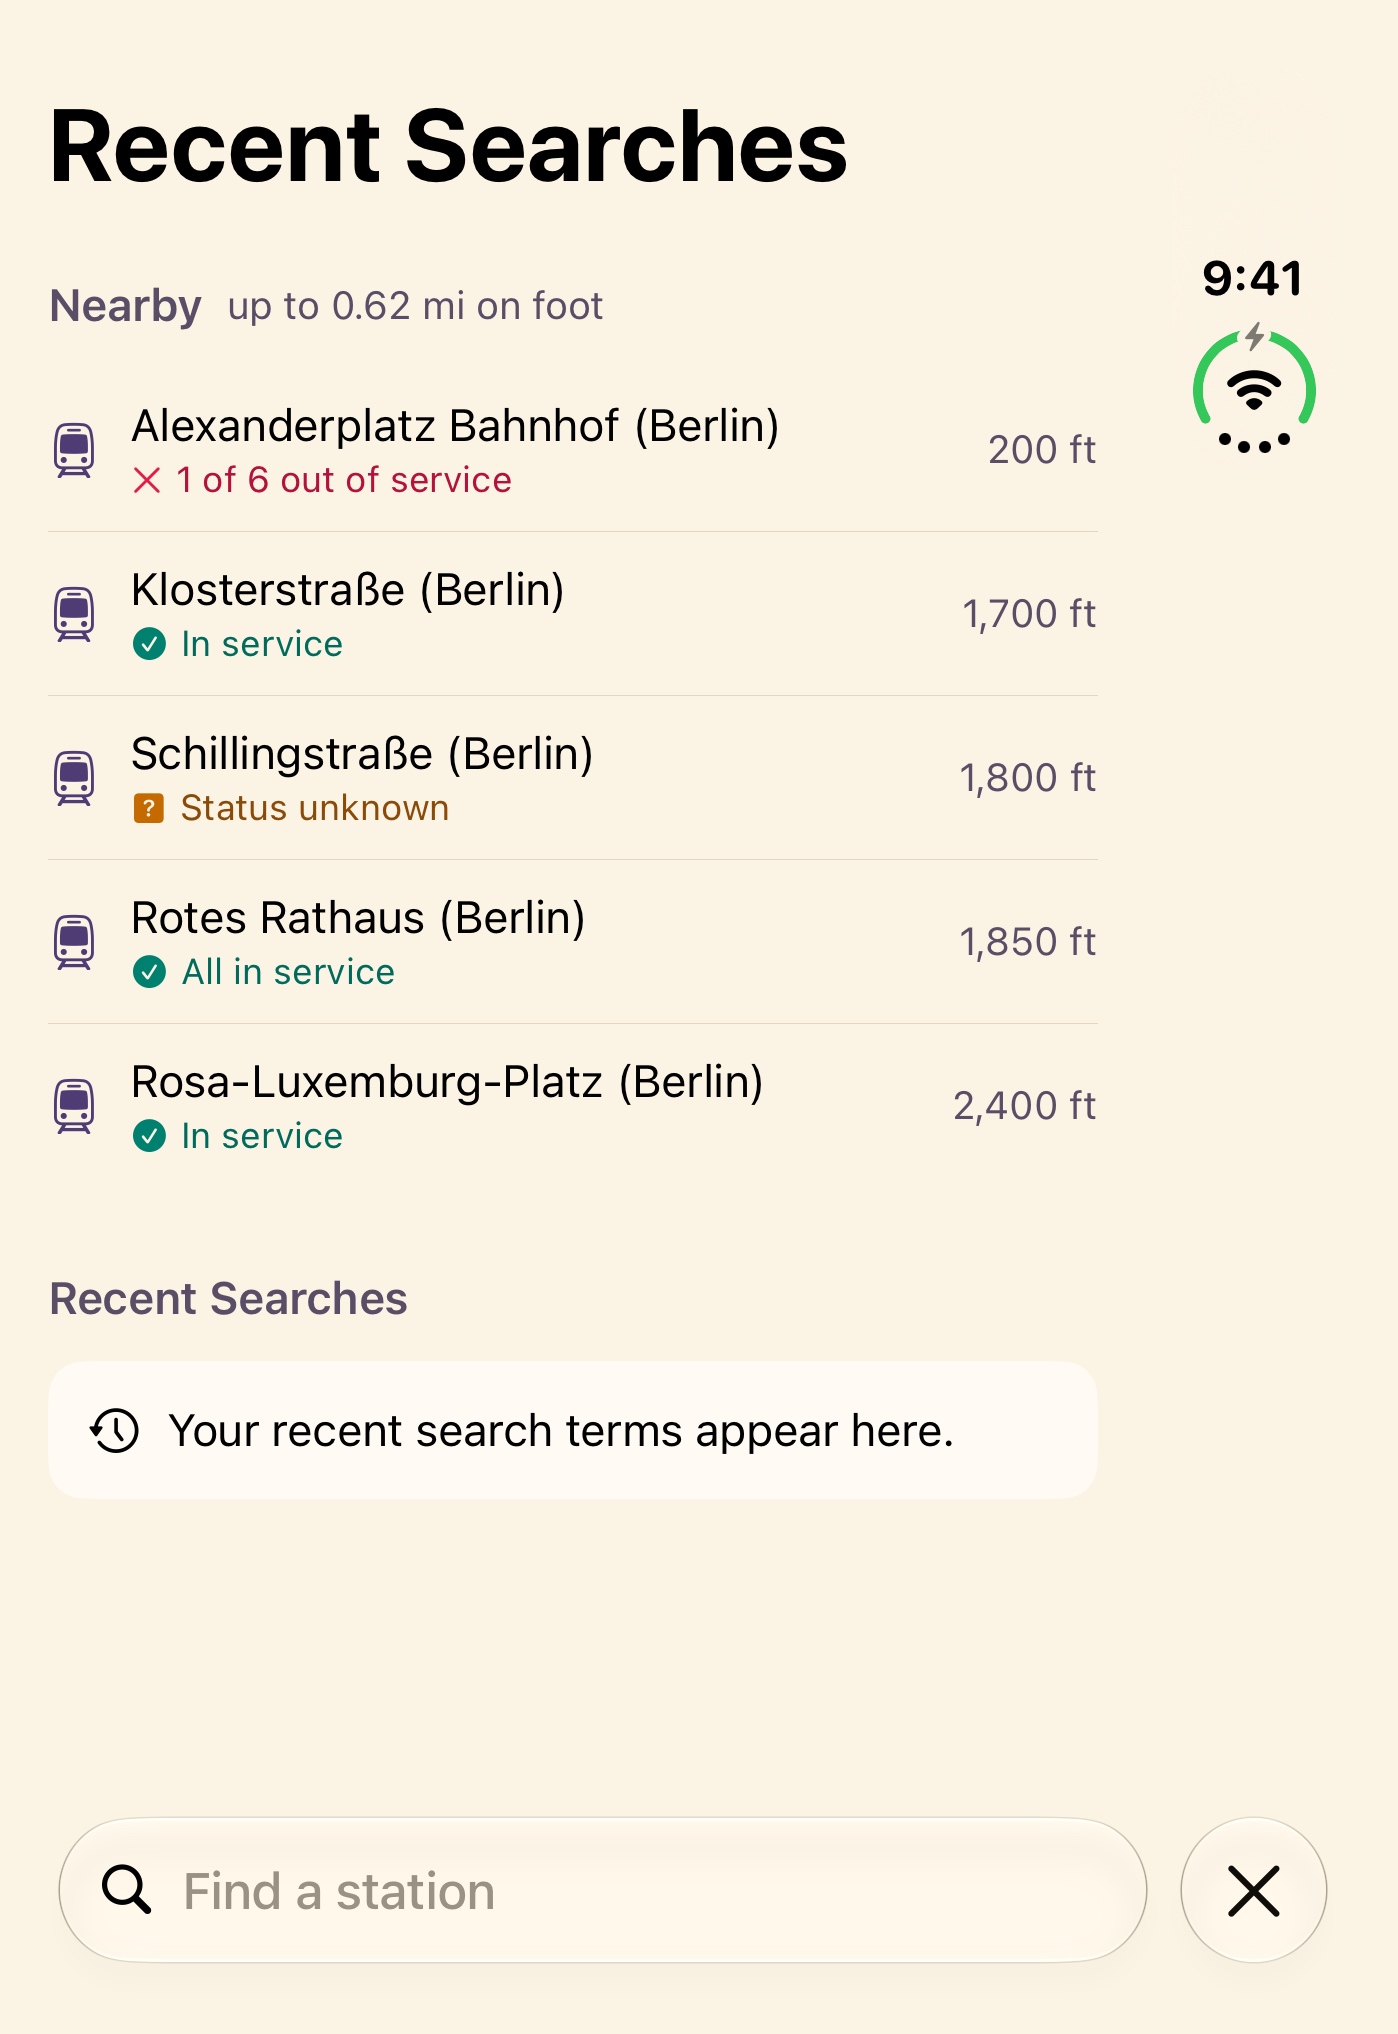 Recent Searches
9:41
Nearby up to 0.62 mi on foot
Alexanderplatz Bahnhof (Berlin)
1 of 6 out of service
200 ft
Klosterstraße (Berlin)
In service
1,700 ft
Schillingstraße (Berlin)
? Status unknown
1,800 ft
Rotes Rathaus (Berlin)
All in service
1,850 ft
Rosa-Luxemburg-Platz (Berlin)
In service
2,400 ft
Recent Searches
Your recent search terms appear here.
Find a station